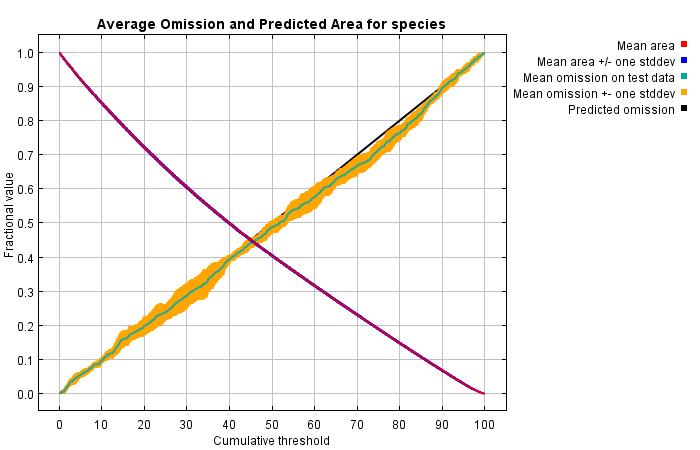 Average Omission and Predicted Area for species
Mean area
Mean area +/- one stddev
Mean omission on test data
Mean omission +- one stddev
Predicted omission
Fractional value
1.0
0.9
0.8
0.7
0.6
0.5
0.4
0.3
0.2
0.1
0.0
0 10 20 30 40 50 60 70 80 90 100
Cumulative threshold